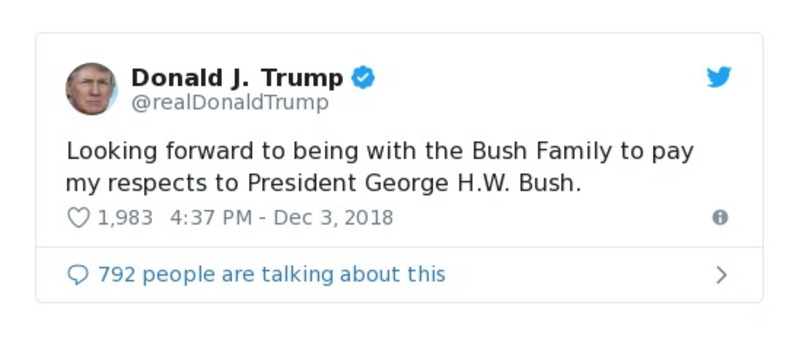 Donald J. Trump
@realDonaldTrump
Looking forward to being with the Bush Family to pay
my respects to President George H.W. Bush.
1,983 4:37 PM - Dec 3, 2018
792 people are talking about this